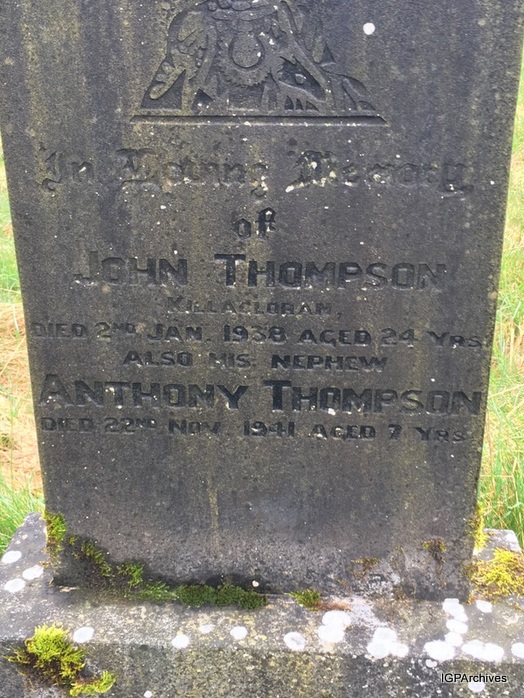 In Loving Memory
of
JOHN THOMPSON
KILLACLORAN,
DIED 2ND JAN. 1938 AGED 24 YRS.
ALSO HIS NEPHEW
ANTHONY THOMPSON
DIED 22ND NOV. 1941 AGED 7 YRS.
IGPArchives